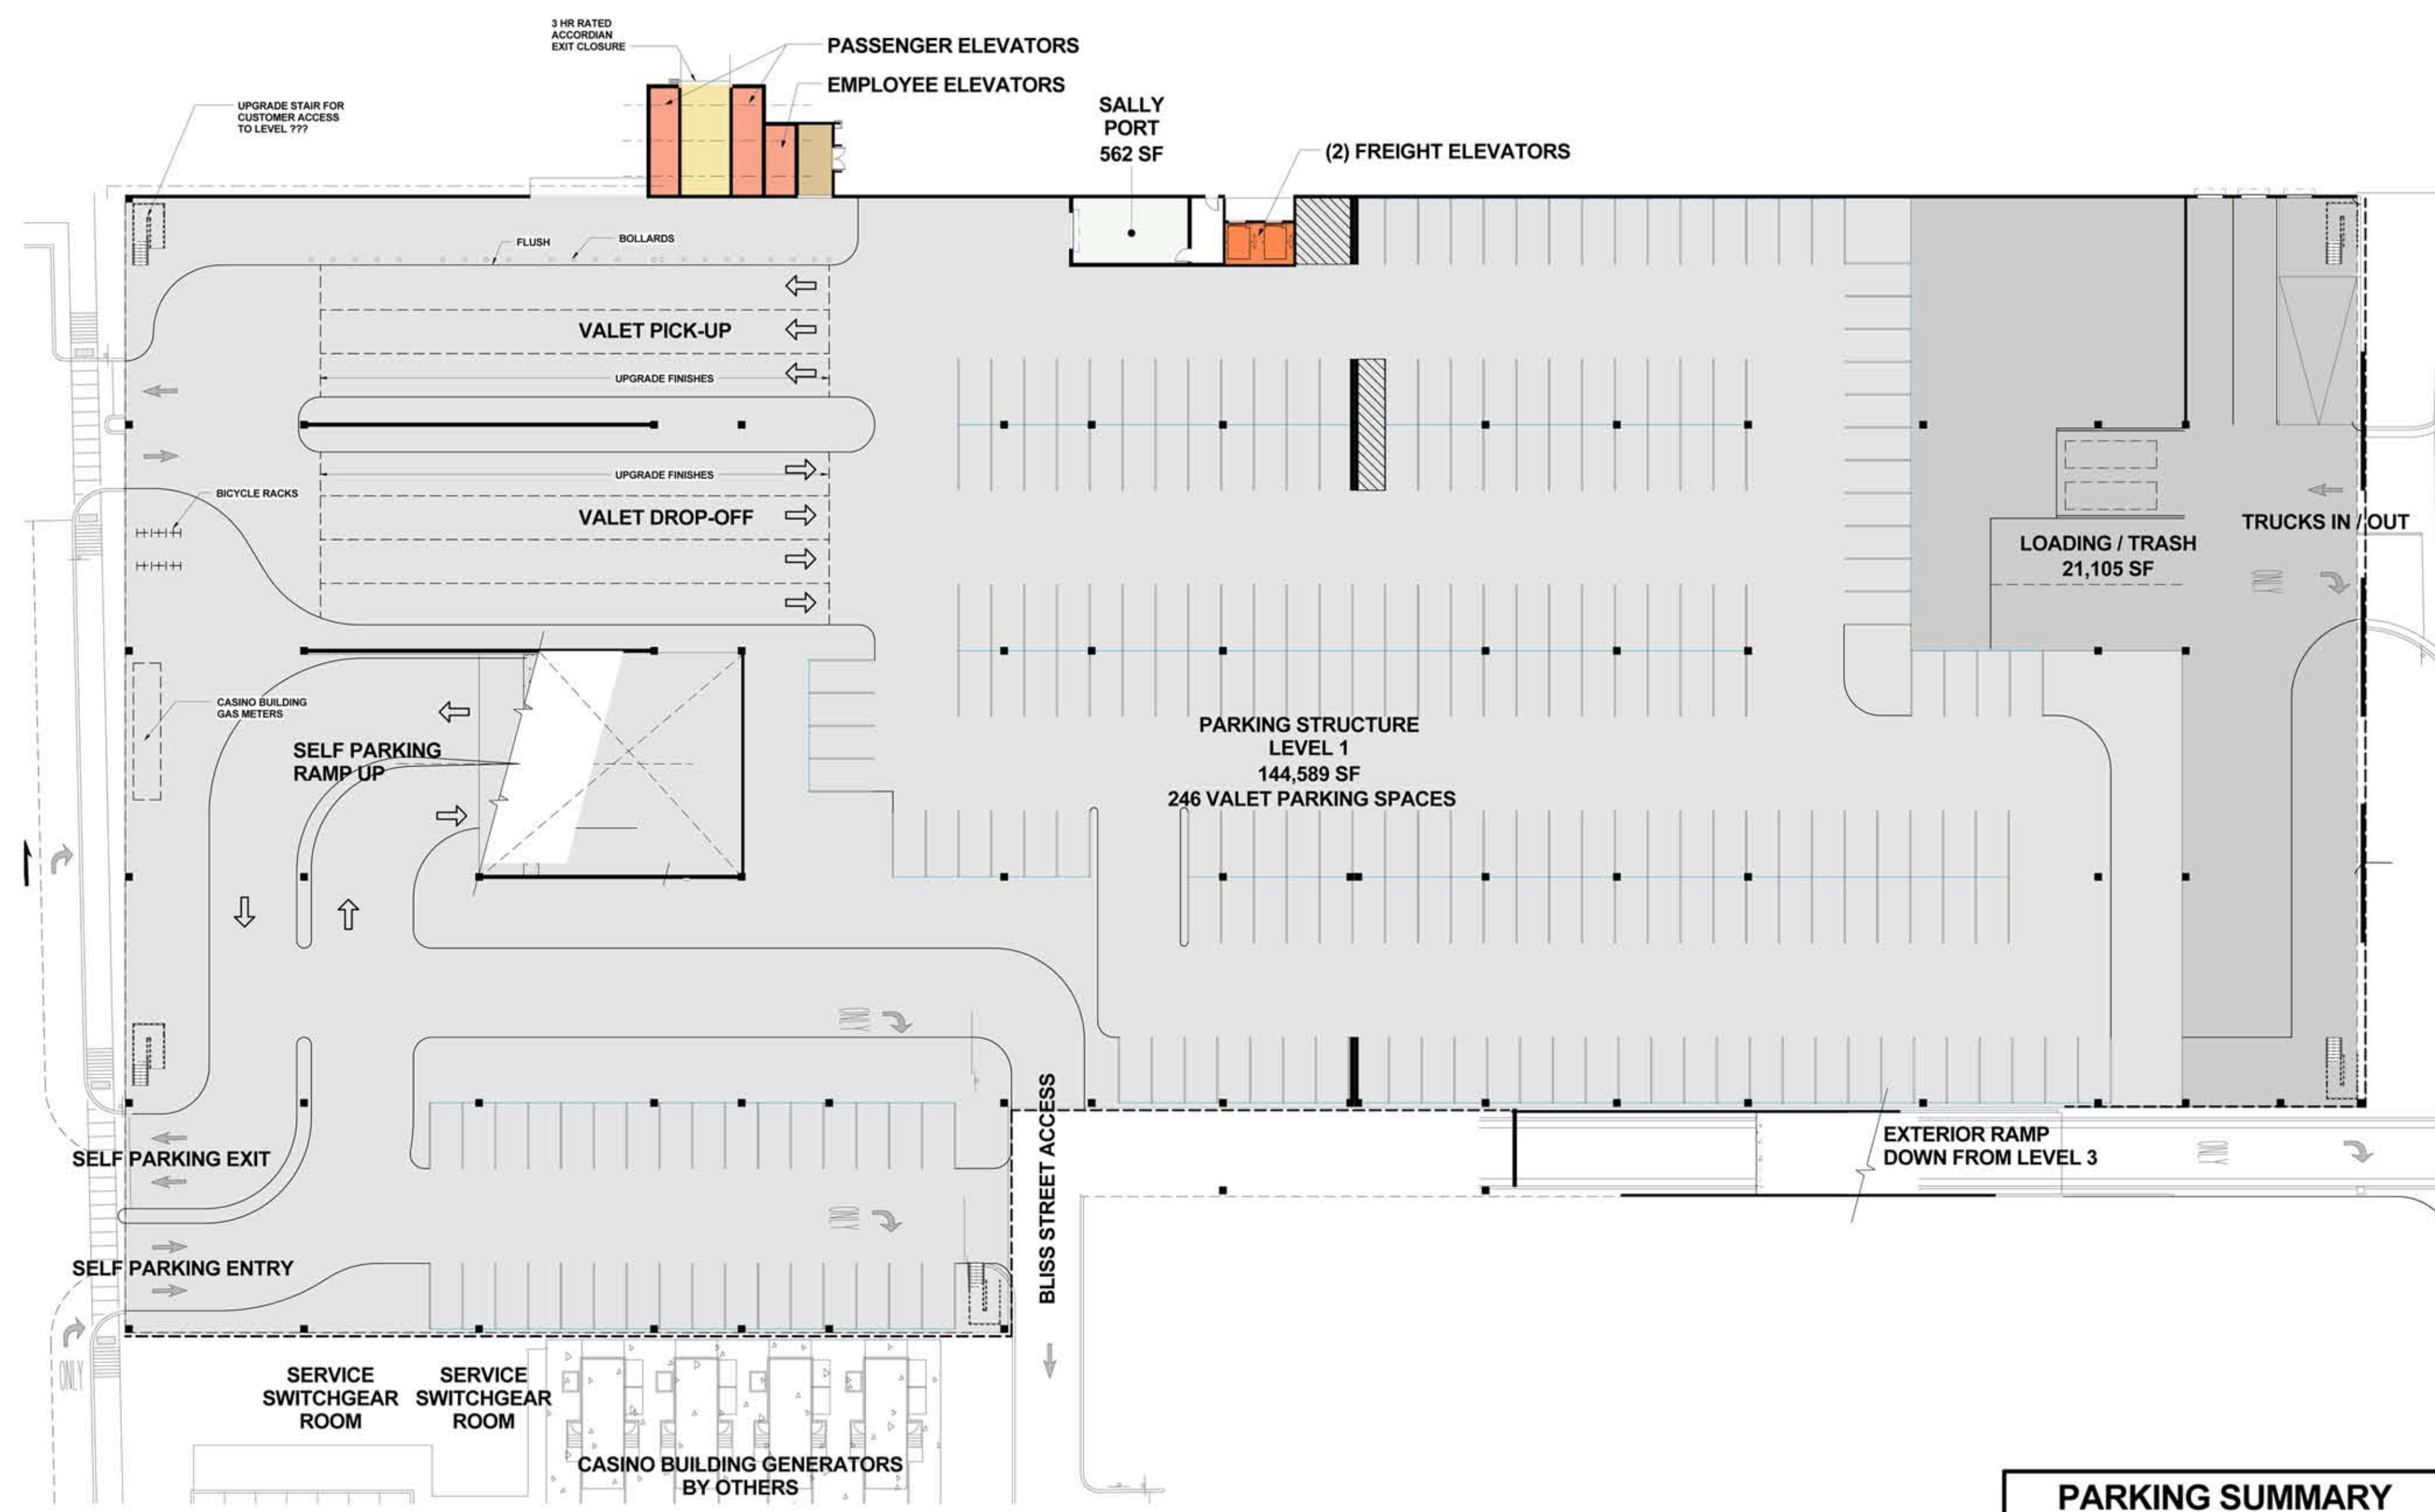 3 HR RATED
ACCORDIAN
EXIT CLOSURE
PASSENGER ELEVATORS
EMPLOYEE ELEVATORS
UPGRADE STAIR FOR
CUSTOMER ACCESS
TO LEVEL ???
SALLY
PORT
562 SF
(2) FREIGHT ELEVATORS
FLUSH
BOLLARDS
VALET PICK-UP
UPGRADE FINISHES
UPGRADE FINISHES
BICYCLE RACKS
VALET DROP-OFF
TRUCKS IN / OUT
LOADING / TRASH
21,105 SF
ONLY
CASINO BUILDING
GAS METERS
SELF PARKING
RAMP UP
PARKING STRUCTURE
LEVEL 1
144,589 SF
246 VALET PARKING SPACES
ONLY
BLISS STREET ACCESS
EXTERIOR RAMP
DOWN FROM LEVEL 3
ONLY
SELF PARKING EXIT
ONLY
SELF PARKING ENTRY
ONLY
SERVICE
SWITCHGEAR
ROOM
SERVICE
SWITCHGEAR
ROOM
CASINO BUILDING GENERATORS
BY OTHERS
PARKING SUMMARY